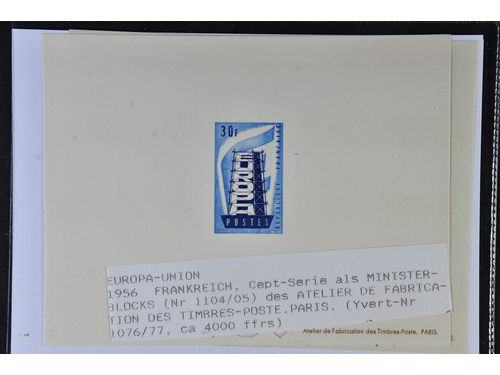 30F
EUROPA
RÉPUBLIQUE FRANÇAISE
POSTES
EUROPA-UNION
1956 FRANKREICH, Cept-Serie als MINISTER-
BLOCKS (Nr 1104/05) des ATELIER DE FABRICA-
TION DES TIMBRES-POSTE.PARIS. (Yvert-Nr
1076/77, ca 4000 ffrs)
Atelier de Fabrication des Timbres-Poste. PARIS.